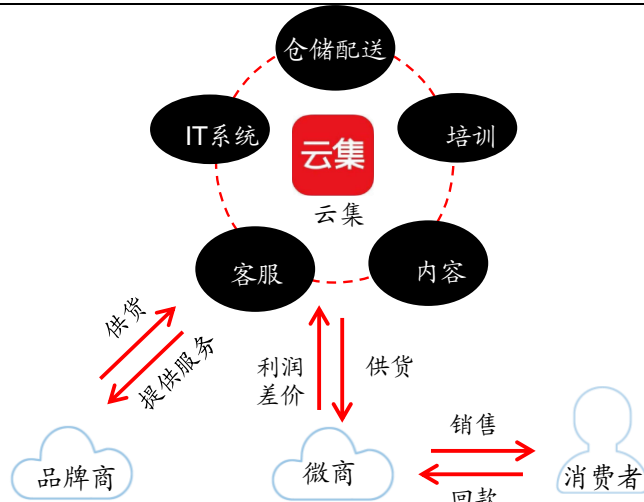 仓储配送
IT系统
云集
培训
云集
客服
内容
供货
提供服务
利润
差价
供货
销售
品牌商
微商
消费者
回款